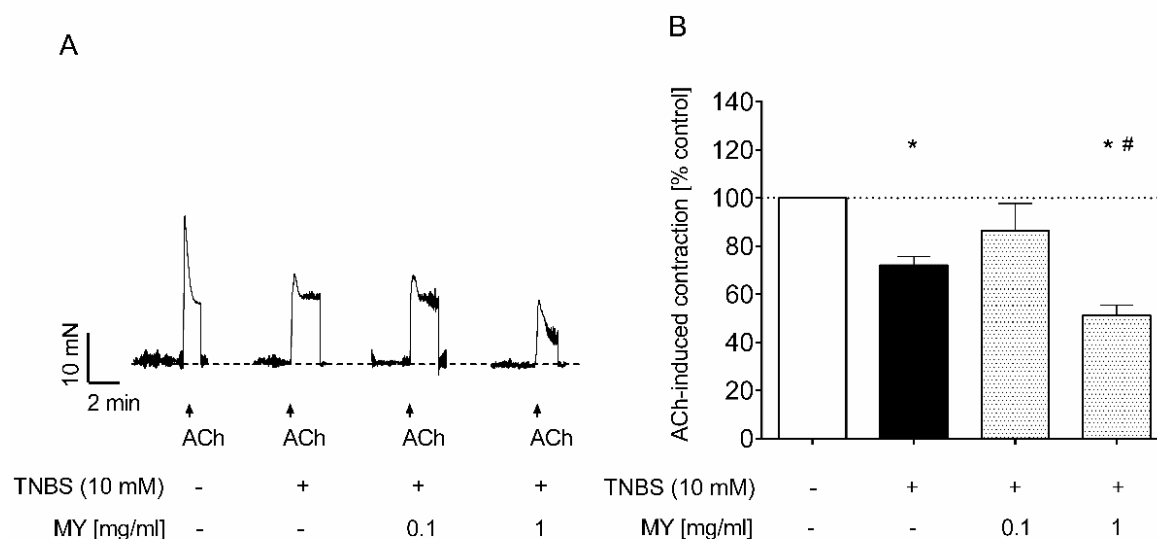 A
10 mN
2 min
ACh ACh ACh ACh
TNBS (10 mM) - + + +
MY [mg/ml] - - 0.1 1
B
ACh-induced contraction [% control]
140
120
100
80
60
40
20
0
* * #
TNBS (10 mM) - + + +
MY [mg/ml] - - 0.1 1